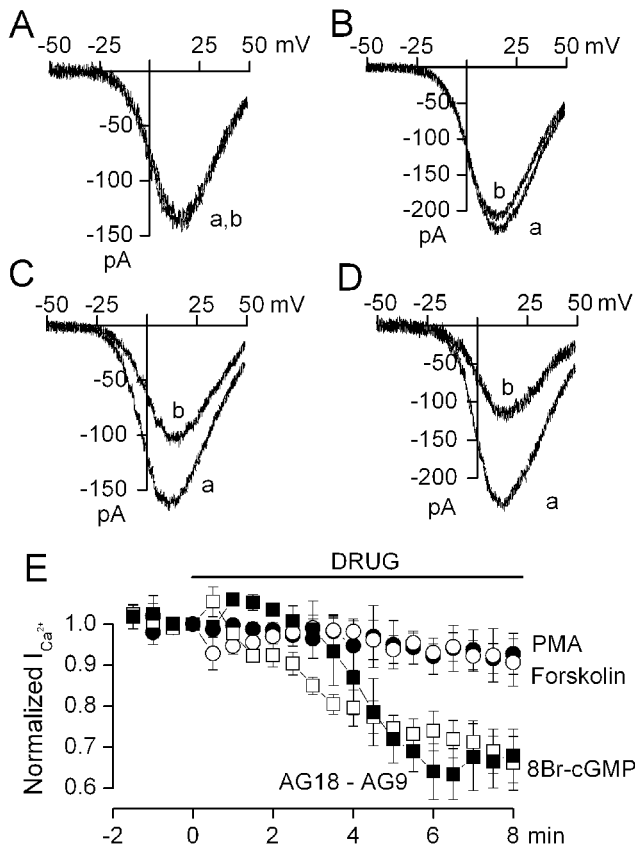 A
-50 -25 25 50 mV
-50
-100
-150
pA
a,b
B
-50 -25 25 50 mV
-50
-100
-150
-200
pA
b
a
C
-50 -25 25 50 mV
-50
-100
-150
pA
b
a
D
-50 -25 25 50 mV
-50
-100
-150
-200
pA
b
a
E
DRUG
Normalized I Ca2+
1.0
0.9
0.8
0.7
0.6
PMA
Forskolin
8Br-cGMP
AG18 - AG9
-2 0 2 4 6 8 min